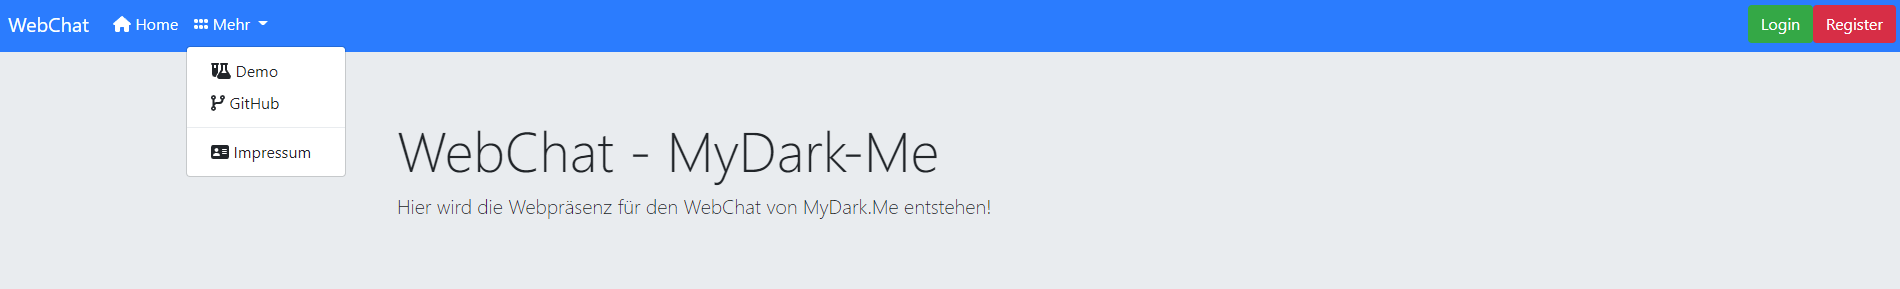 WebChat Home Mehr Login Register
Demo
GitHub
Impressum
WebChat - MyDark-Me
Hier wird die Webpräsenz für den WebChat von MyDark.Me entstehen!